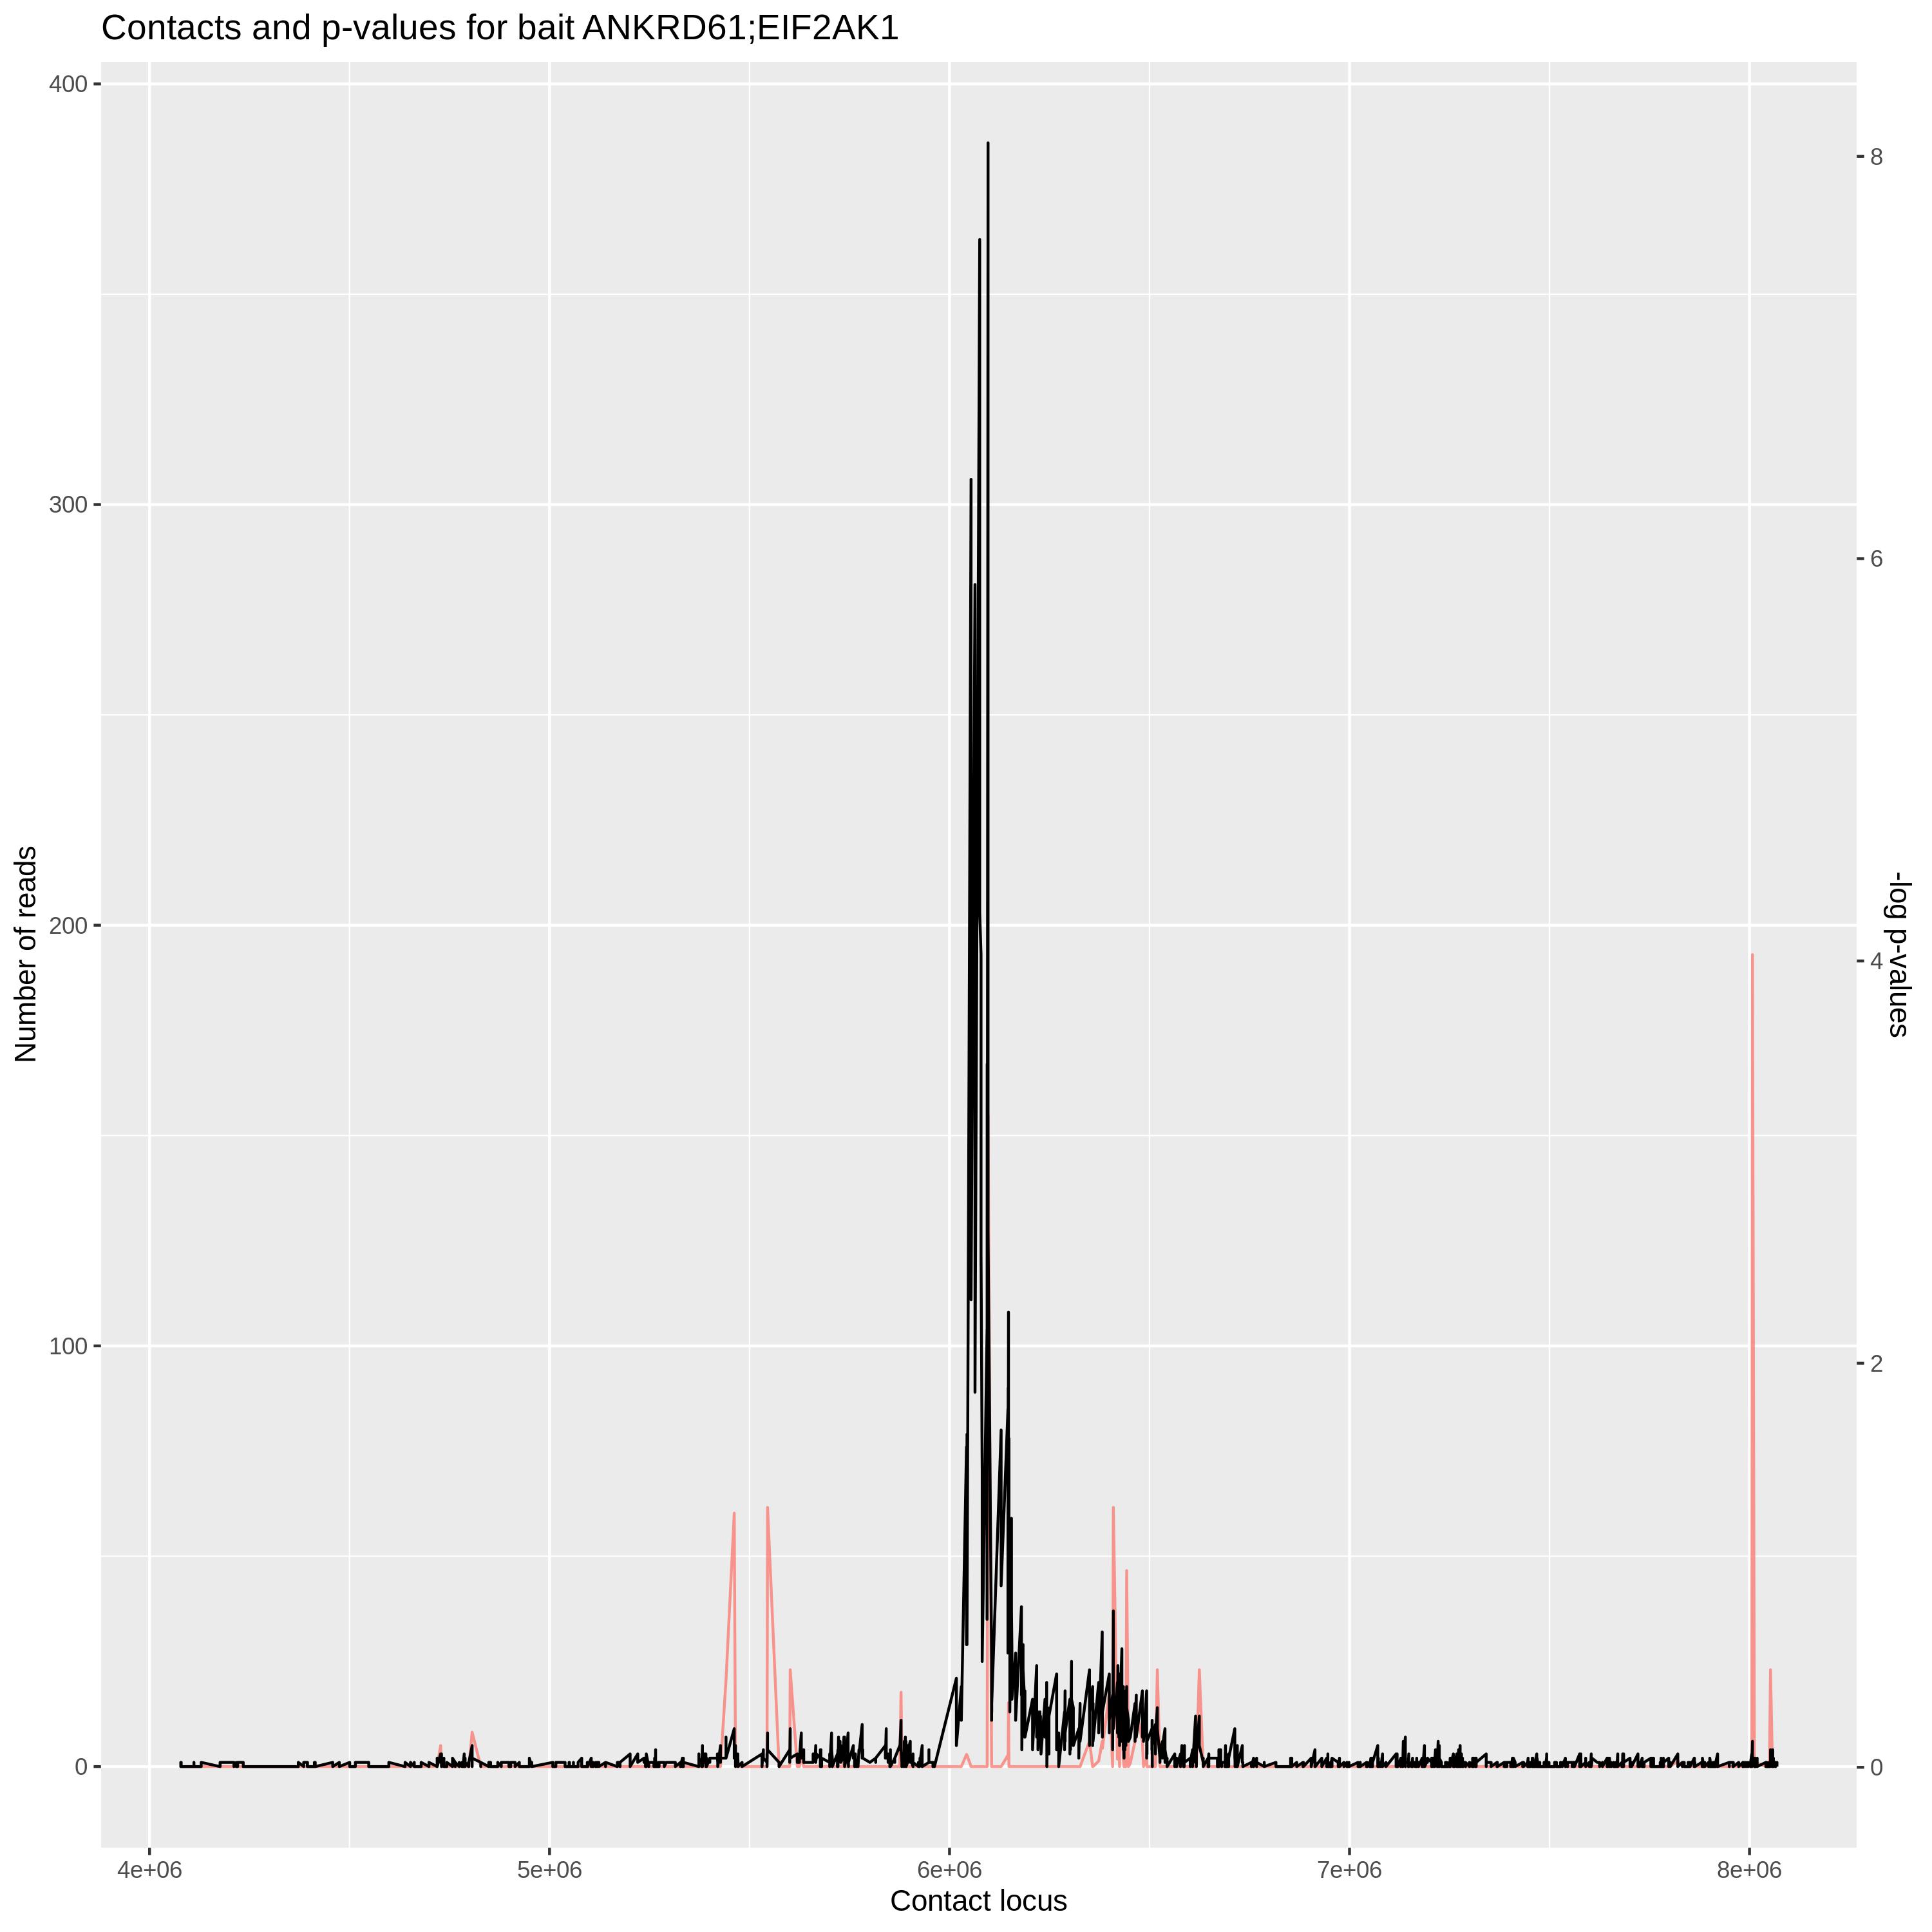 Contacts and p-values for bait ANKRD61;EIF2AK1
400
300
200
100
0
8
6
4
2
0
Number of reads
-log p-values
4e+06
5e+06
6e+06
7e+06
8e+06
Contact locus